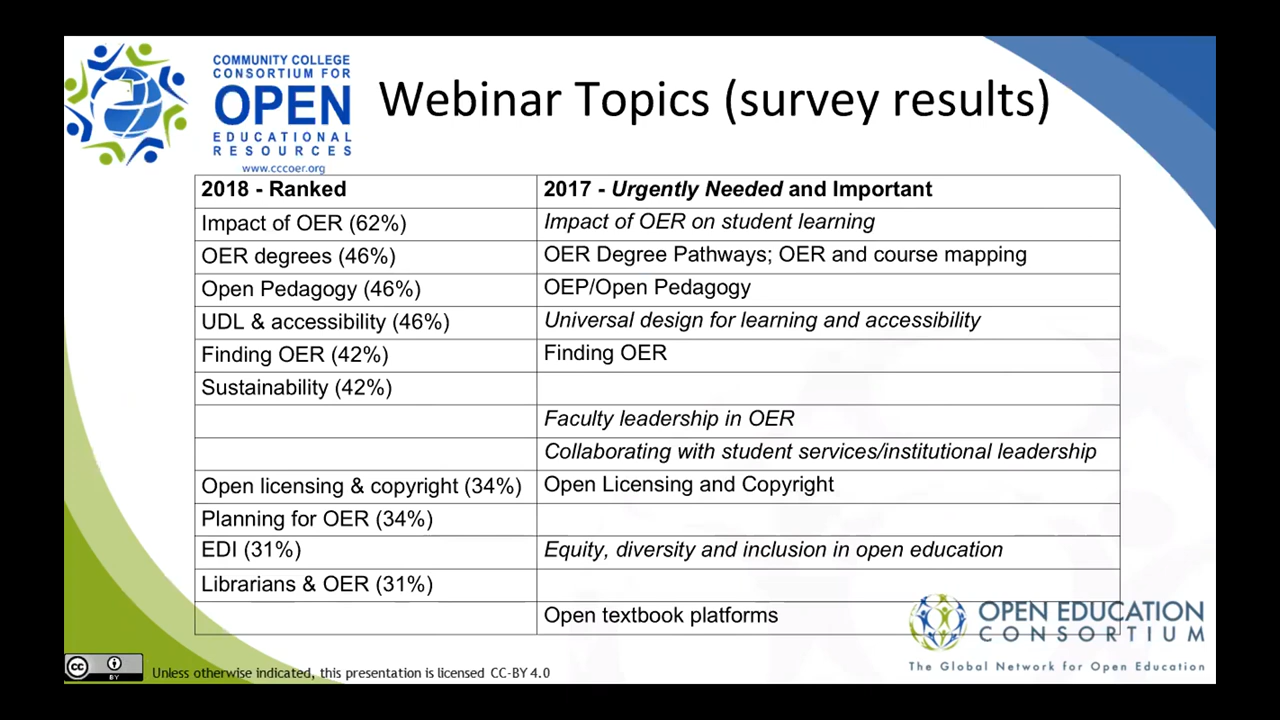 COMMUNITY COLLEGE
CONSORTIUM FOR
OPEN
EDUCATIONAL
RESOURCES
www.cccoer.org
Webinar Topics (survey results)
2018 - Ranked
2017 - Urgently Needed and Important
Impact of OER (62%)
Impact of OER on student learning
OER degrees (46%)
OER Degree Pathways; OER and course mapping
Open Pedagogy (46%)
OEP/Open Pedagogy
UDL & accessibility (46%)
Universal design for learning and accessibility
Finding OER (42%)
Finding OER
Sustainability (42%)
Faculty leadership in OER
Collaborating with student services/institutional leadership
Open licensing & copyright (34%)
Open Licensing and Copyright
Planning for OER (34%)
EDI (31%)
Equity, diversity and inclusion in open education
Librarians & OER (31%)
Open textbook platforms
OPEN EDUCATION
CONSORTIUM
The Global Network for Open Education
cc
BY
Unless otherwise indicated, this presentation is licensed CC-BY 4.0